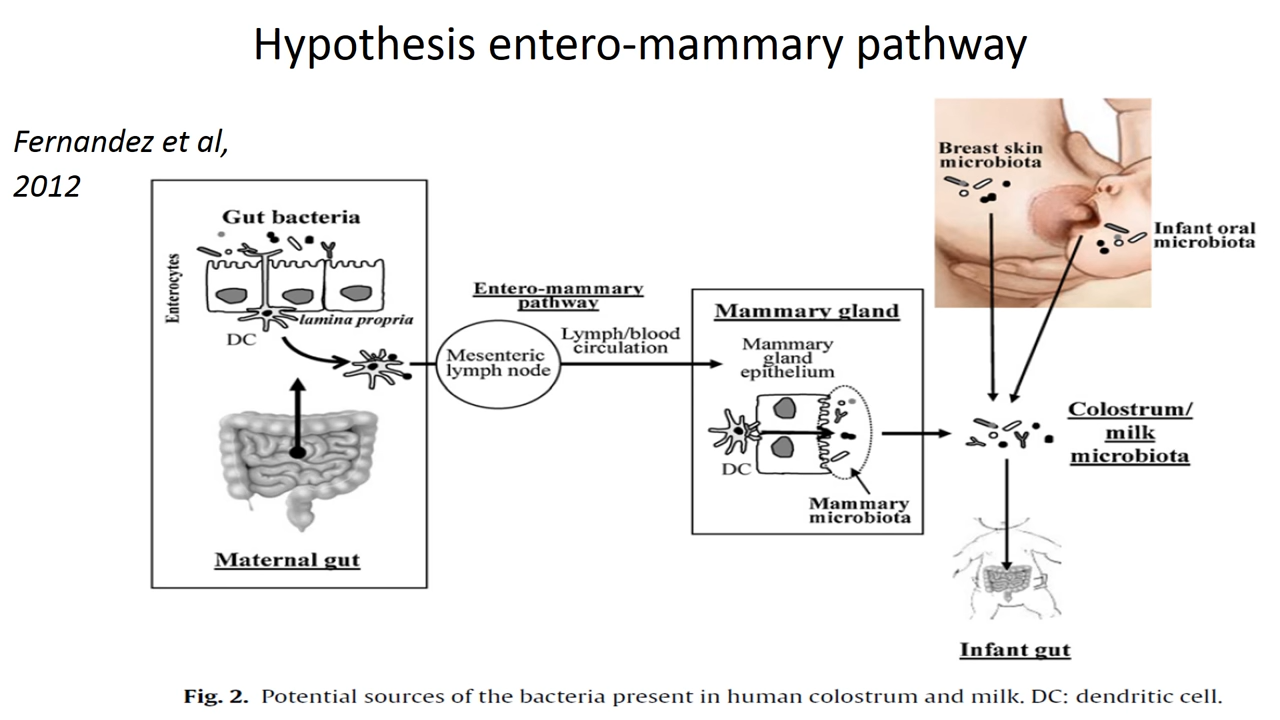 Hypothesis entero-mammary pathway
Fernandez et al,
2012
Gut bacteria
Enterocytes
lamina propria
DC
Maternal gut
Entero-mammary
pathway
Mesenteric
lymph node
Lymph/blood
circulation
Mammary gland
Mammary
gland
epithelium
DC
Mammary
microbiota
Breast skin
microbiota
Infant oral
microbiota
Colostrum/
milk
microbiota
Infant gut
Fig. 2. Potential sources of the bacteria present in human colostrum and milk. DC: dendritic cell.